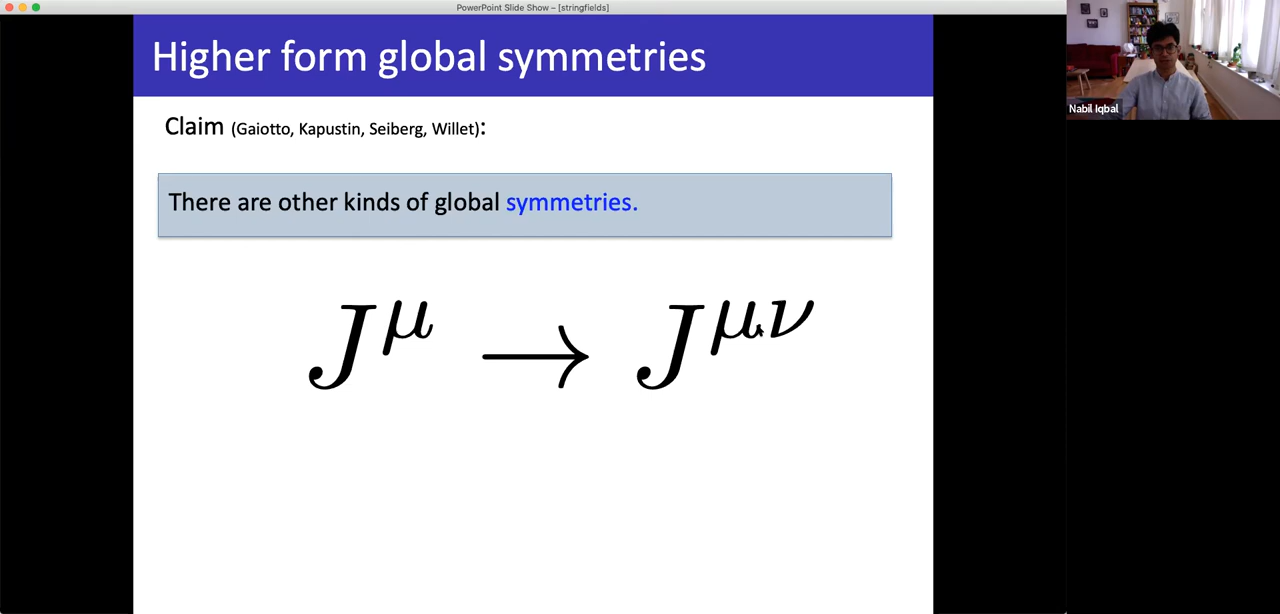 PowerPoint Slide Show – [stringfields]
Higher form global symmetries
Claim (Gaiotto, Kapustin, Seiberg, Willet):
There are other kinds of global symmetries.
J^μ → J^{μν}
Nabil Iqbal